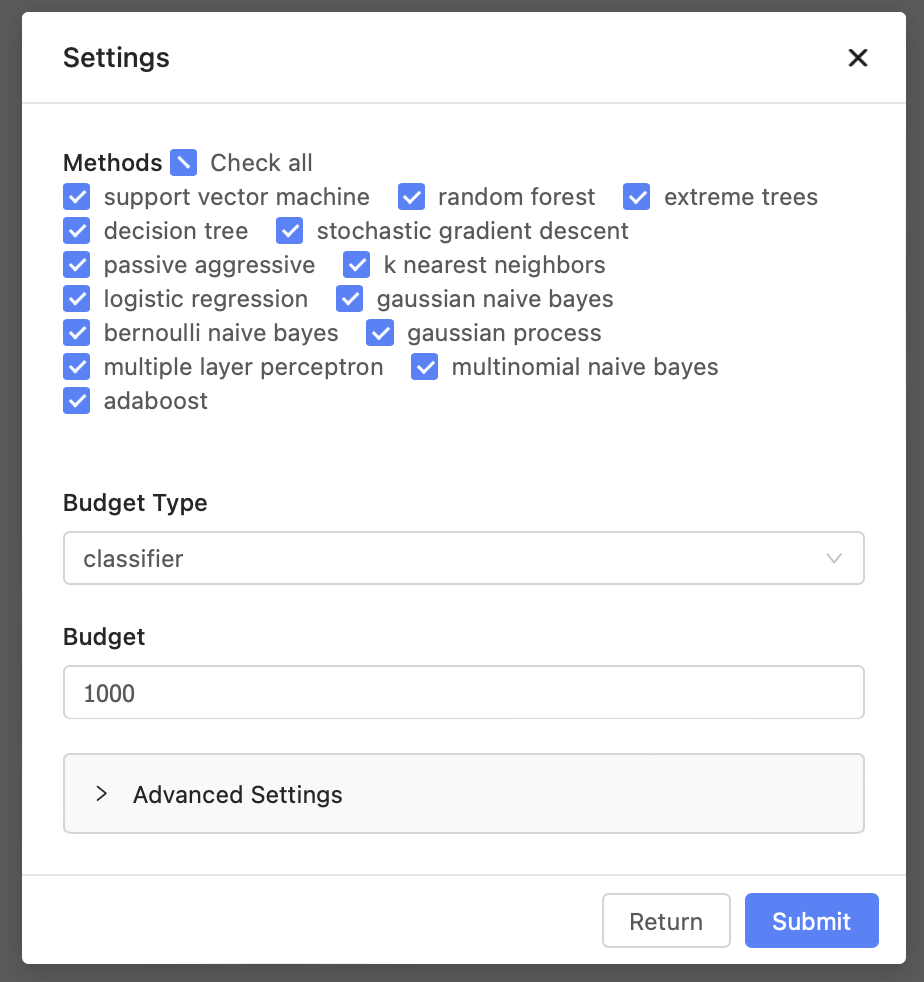 Settings
Methods Check all
support vector machine random forest extreme trees
decision tree stochastic gradient descent
passive aggressive k nearest neighbors
logistic regression gaussian naive bayes
bernoulli naive bayes gaussian process
multiple layer perceptron multinomial naive bayes
adaboost
Budget Type
classifier
Budget
1000
Advanced Settings
Return Submit